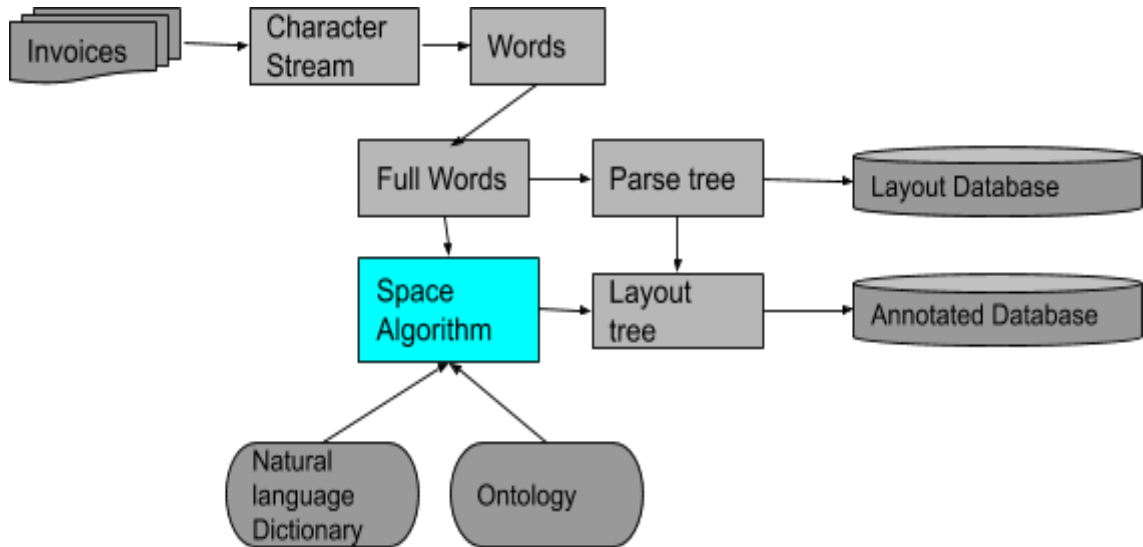 Invoices
Character
Stream
Words
Full Words
Parse tree
Layout Database
Space
Algorithm
Layout
tree
Annotated Database
Natural
language
Dictionary
Ontology